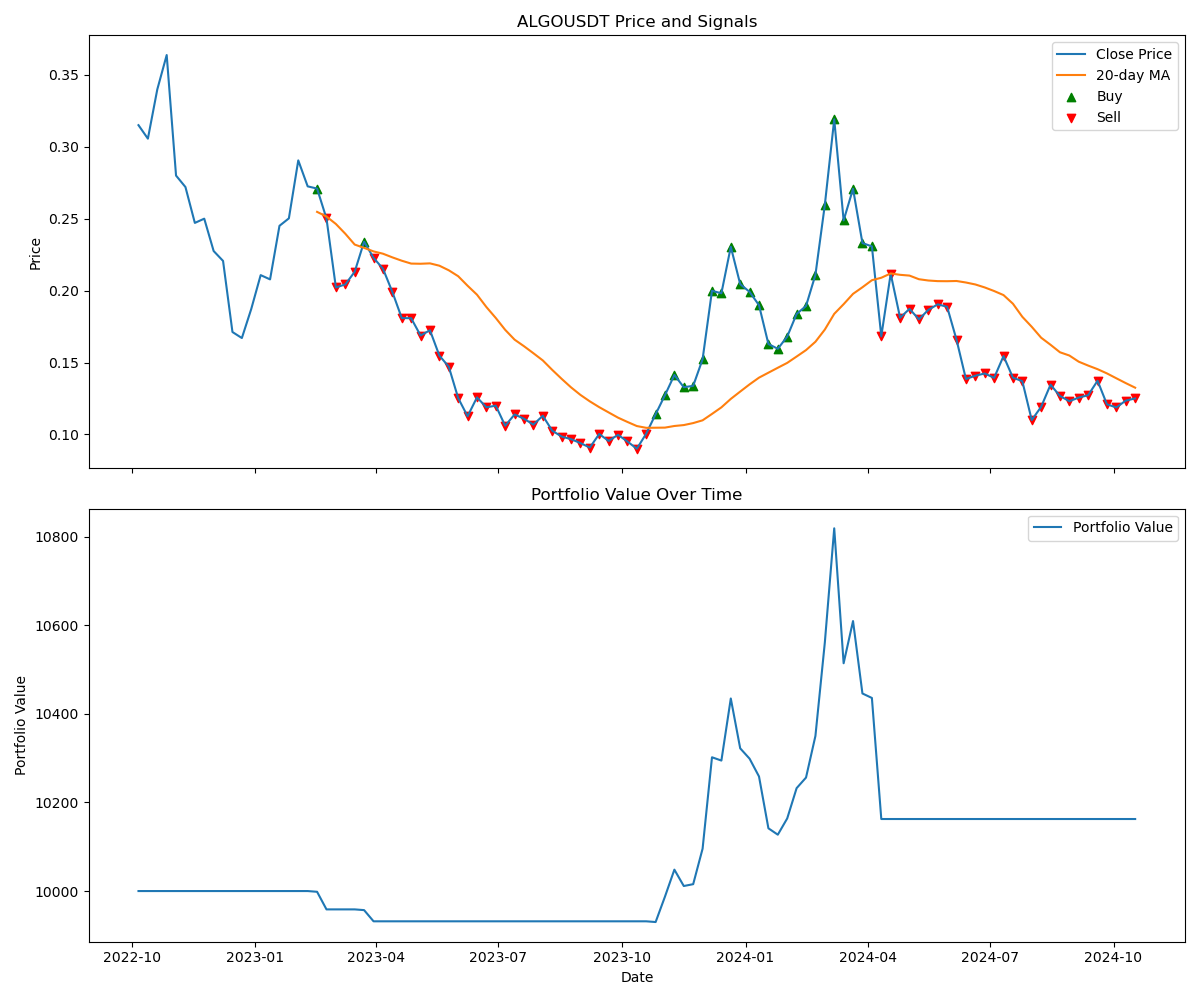 ALGOUSDT Price and Signals
Price
0.35
0.30
0.25
0.20
0.15
0.10
Close Price
20-day MA
Buy
Sell
Portfolio Value Over Time
Portfolio Value
10800
10600
10400
10200
10000
Portfolio Value
2022-10
2023-01
2023-04
2023-07
2023-10
2024-01
2024-04
2024-07
2024-10
Date